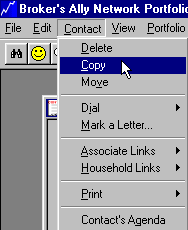 Broker's Ally Network Portfolio
File Edit Contact View Portfolio
Delete
Copy
Move
Dial
Mark a Letter...
Associate Links
Household Links
Print
Contact's Agenda